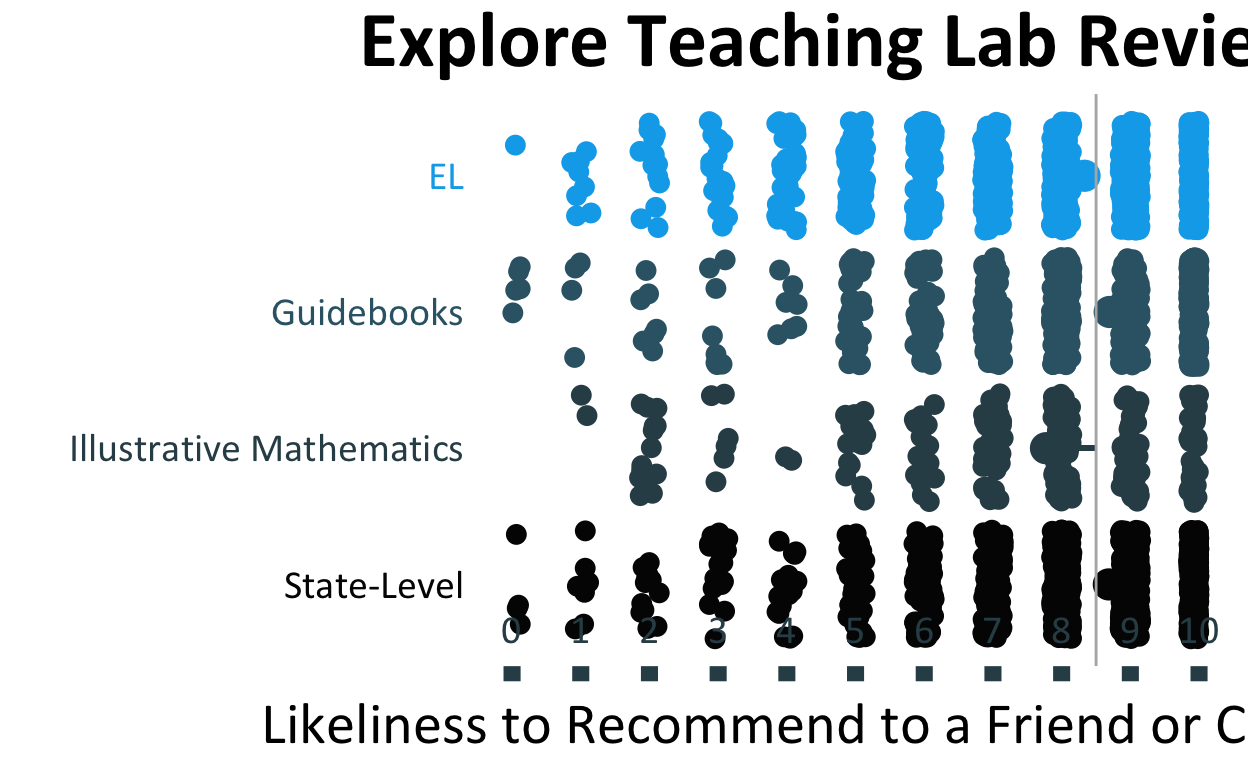 Explore Teaching Lab Revie
EL
Guidebooks
Illustrative Mathematics
State-Level
0 1 2 3 4 5 6 7 8 9 10
Likeliness to Recommend to a Friend or C